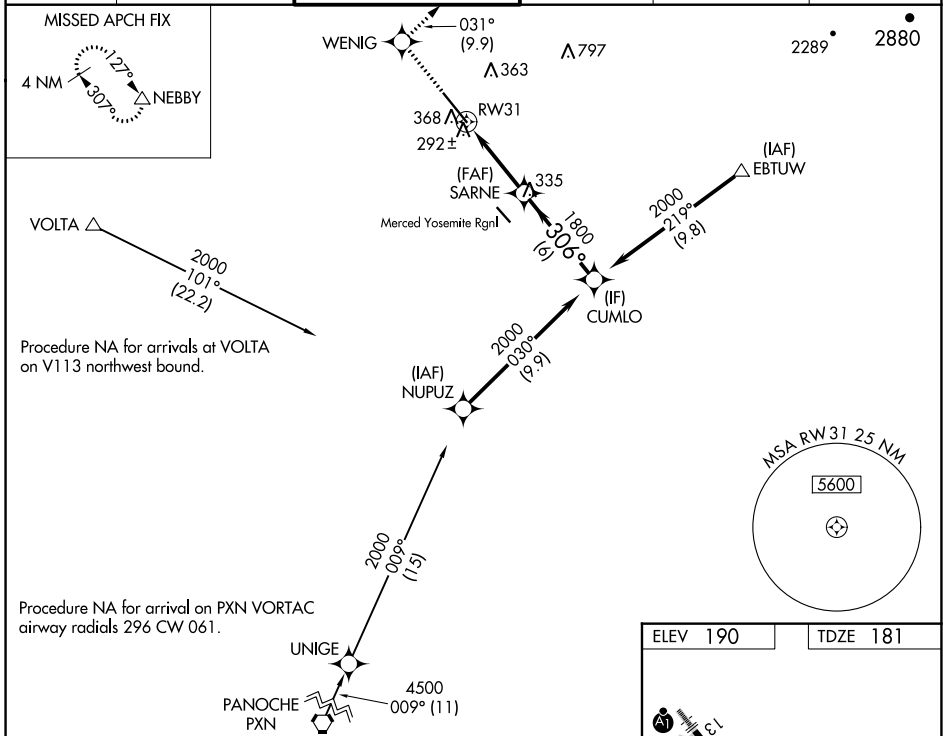 MISSED APCH FIX
4 NM
127°
307°
NEBBY
WENIG
031°
(9.9)
797
363
2289
2880
368
RW31
292±
(FAF)
SARNE
335
Merced Yosemite Rgnl
(IAF)
EBTUW
2000
219°
(9.8)
1800
306°
(6)
VOLTA
2000
101°
(22.2)
(IF)
CUMLO
Procedure NA for arrivals at VOLTA
on V113 northwest bound.
2000
030°
(9.9)
(IAF)
NUPUZ
MSA RW 31 25 NM
5600
2000
009°
(15)
Procedure NA for arrival on PXN VORTAC
airway radials 296 CW 061.
UNIGE
4500
009° (11)
PANOCHE
PXN
ELEV 190
TDZE 181
A1
13